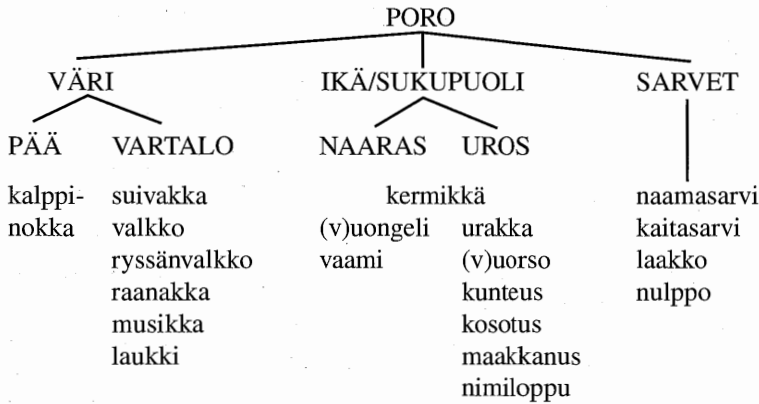 PORO
VÄRI IKÄ/SUKUPUOLI SARVET
PÄÄ VARTALO NAARAS UROS
kalppi- suivakka kermikkä naamasarvi
nokka valkko (v)uongeli urakka kaitasarvi
ryssänvalkko vaami (v)uorso laakko
raanakka kunteus nulppo
musikka kosotus
laukki maakkanus
nimiloppu